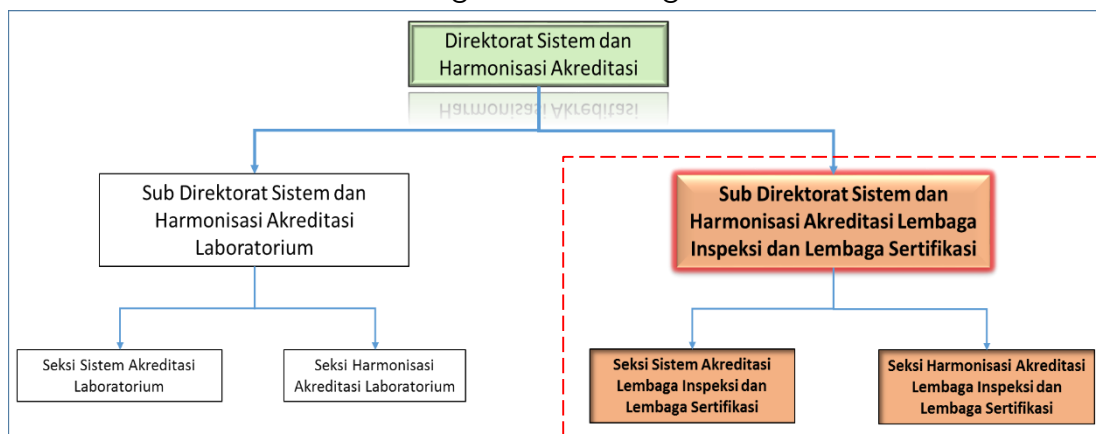 Direktorat Sistem dan
Harmonisasi Akreditasi
Sub Direktorat Sistem dan
Harmonisasi Akreditasi
Laboratorium
Sub Direktorat Sistem dan
Harmonisasi Akreditasi Lembaga
Inspeksi dan Lembaga Sertifikasi
Seksi Sistem Akreditasi
Laboratorium
Seksi Harmonisasi
Akreditasi Laboratorium
Seksi Sistem Akreditasi
Lembaga Inspeksi dan
Lembaga Sertifikasi
Seksi Harmonisasi Akreditasi
Lembaga Inspeksi dan
Lembaga Sertifikasi